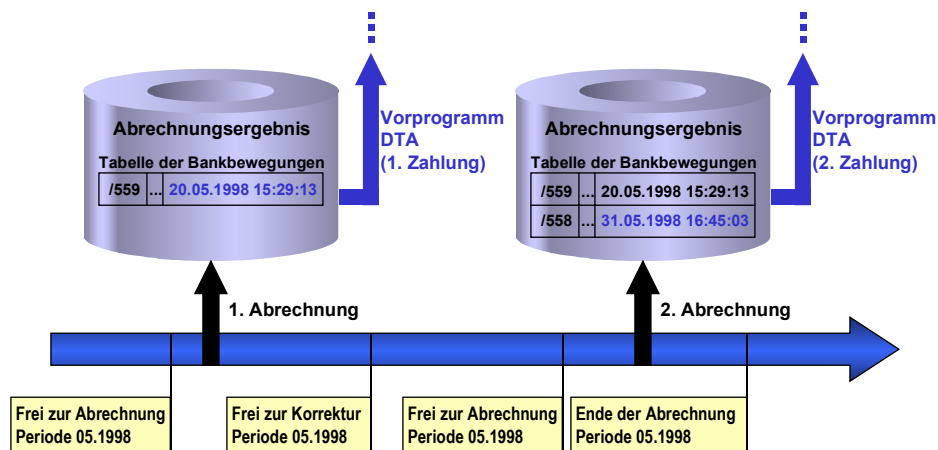 Abrechnungsergebnis
Tabelle der Bankbewegungen
/559 ... 20.05.1998 15:29:13
Vorprogramm
DTA
(1. Zahlung)
Abrechnungsergebnis
Tabelle der Bankbewegungen
/559 ... 20.05.1998 15:29:13
/558 ... 31.05.1998 16:45:03
Vorprogramm
DTA
(2. Zahlung)
1. Abrechnung
2. Abrechnung
Frei zur Abrechnung
Periode 05.1998
Frei zur Korrektur
Periode 05.1998
Frei zur Abrechnung
Periode 05.1998
Ende der Abrechnung
Periode 05.1998